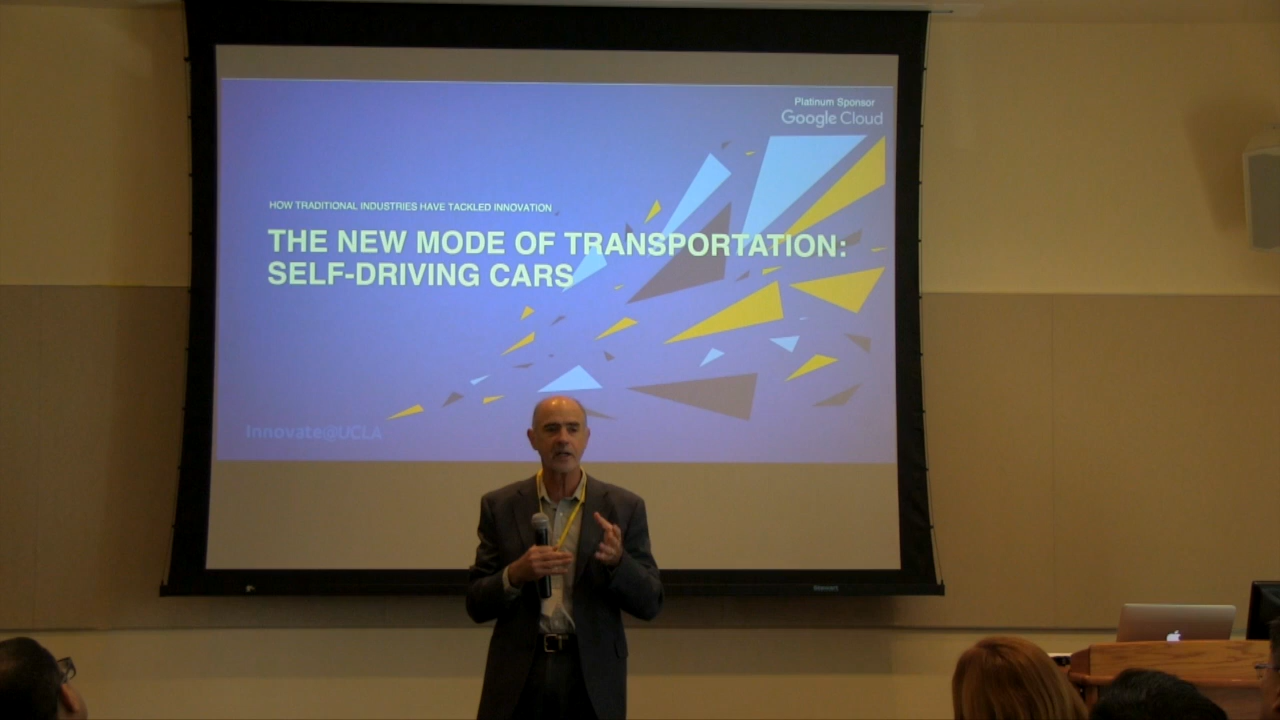 Platinum Sponsor
Google Cloud
HOW TRADITIONAL INDUSTRIES HAVE TACKLED INNOVATION
THE NEW MODE OF TRANSPORTATION:
SELF-DRIVING CARS
Innovate@UCLA
Stewart